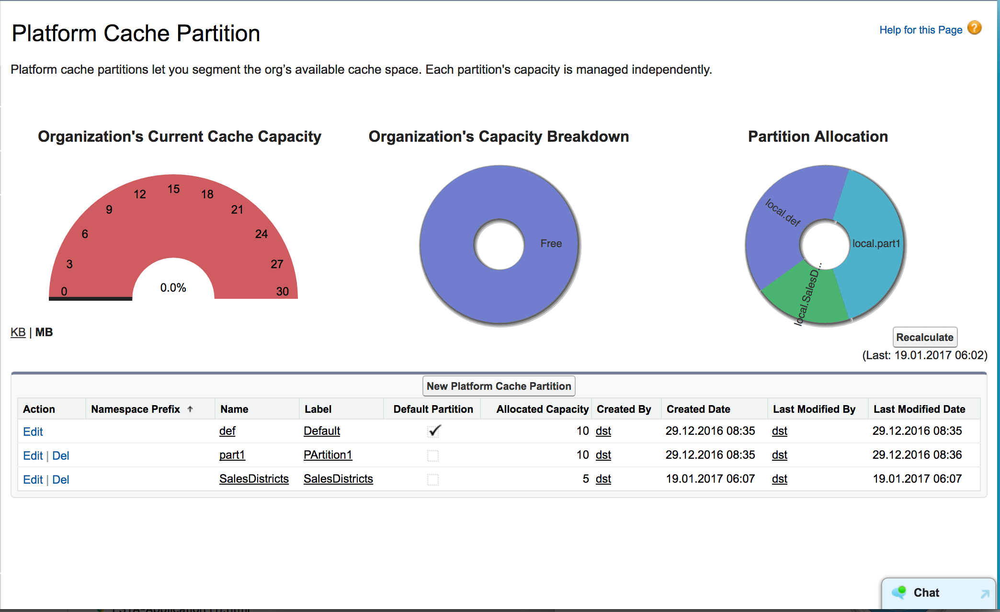 Platform Cache Partition
Help for this Page ?
Platform cache partitions let you segment the org’s available cache space. Each partition's capacity is managed independently.
Organization's Current Cache Capacity
0
3
6
9
12
15
18
21
24
27
30
0.0%
KB | MB
Organization's Capacity Breakdown
Free
Partition Allocation
local.def
local.part1
local.SalesD...
Recalculate
(Last: 19.01.2017 06:02)
New Platform Cache Partition
Action Namespace Prefix ↑ Name Label Default Partition Allocated Capacity Created By Created Date Last Modified By Last Modified Date
Edit def Default 10 dst 29.12.2016 08:35 dst 29.12.2016 08:35
Edit | Del part1 PArtition1 10 dst 29.12.2016 08:35 dst 29.12.2016 08:36
Edit | Del SalesDistricts SalesDistricts 5 dst 19.01.2017 06:07 dst 19.01.2017 06:07
Chat